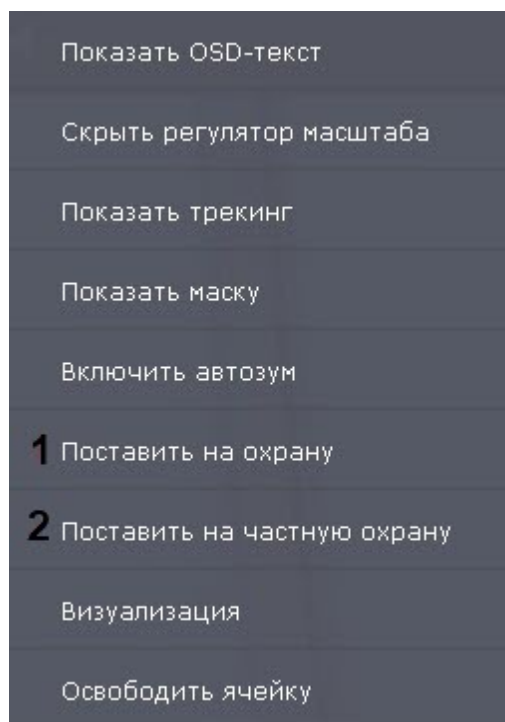 Показать OSD-текст
Скрыть регулятор масштаба
Показать трекинг
Показать маску
Включить автозум
1 Поставить на охрану
2 Поставить на частную охрану
Визуализация
Освободить ячейку